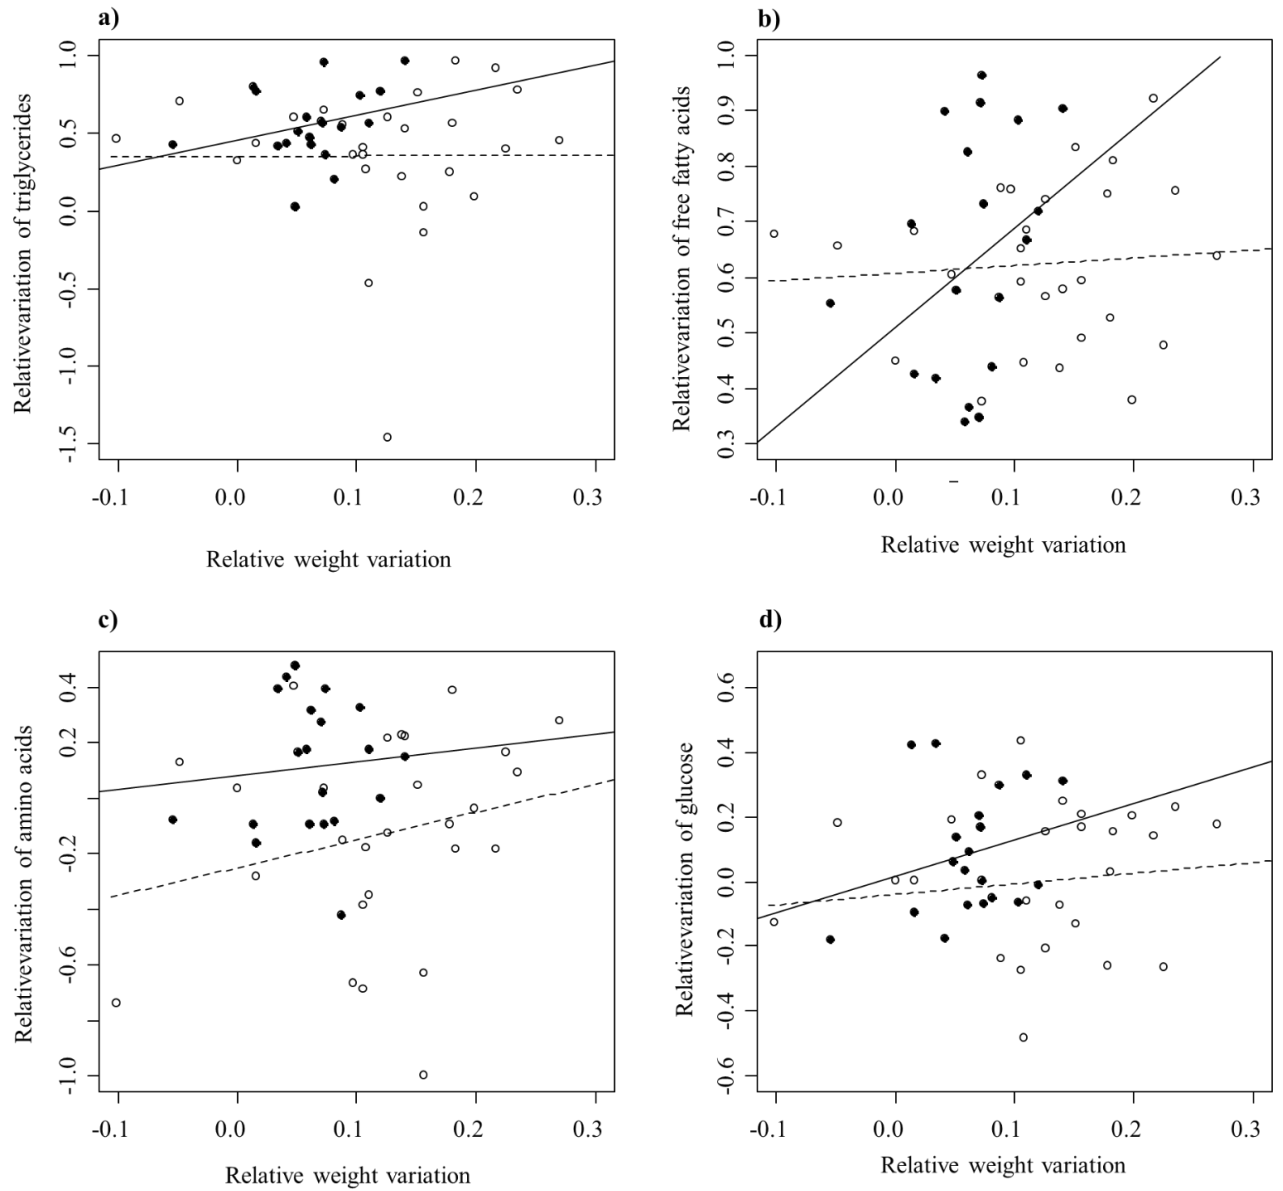 a)
Relativevariation of triglycerides
1.0
0.5
0.0
-0.5
-1.0
-1.5
-0.1 0.0 0.1 0.2 0.3
Relative weight variation
b)
Relativevariation of free fatty acids
1.0
0.9
0.8
0.7
0.6
0.5
0.4
0.3
-0.1 0.0 0.1 0.2 0.3
Relative weight variation
c)
Relativevariation of amino acids
0.4
0.2
-0.2
-0.6
-1.0
-0.1 0.0 0.1 0.2 0.3
Relative weight variation
d)
Relativevariation of glucose
0.6
0.4
0.2
0.0
-0.2
-0.4
-0.6
-0.1 0.0 0.1 0.2 0.3
Relative weight variation